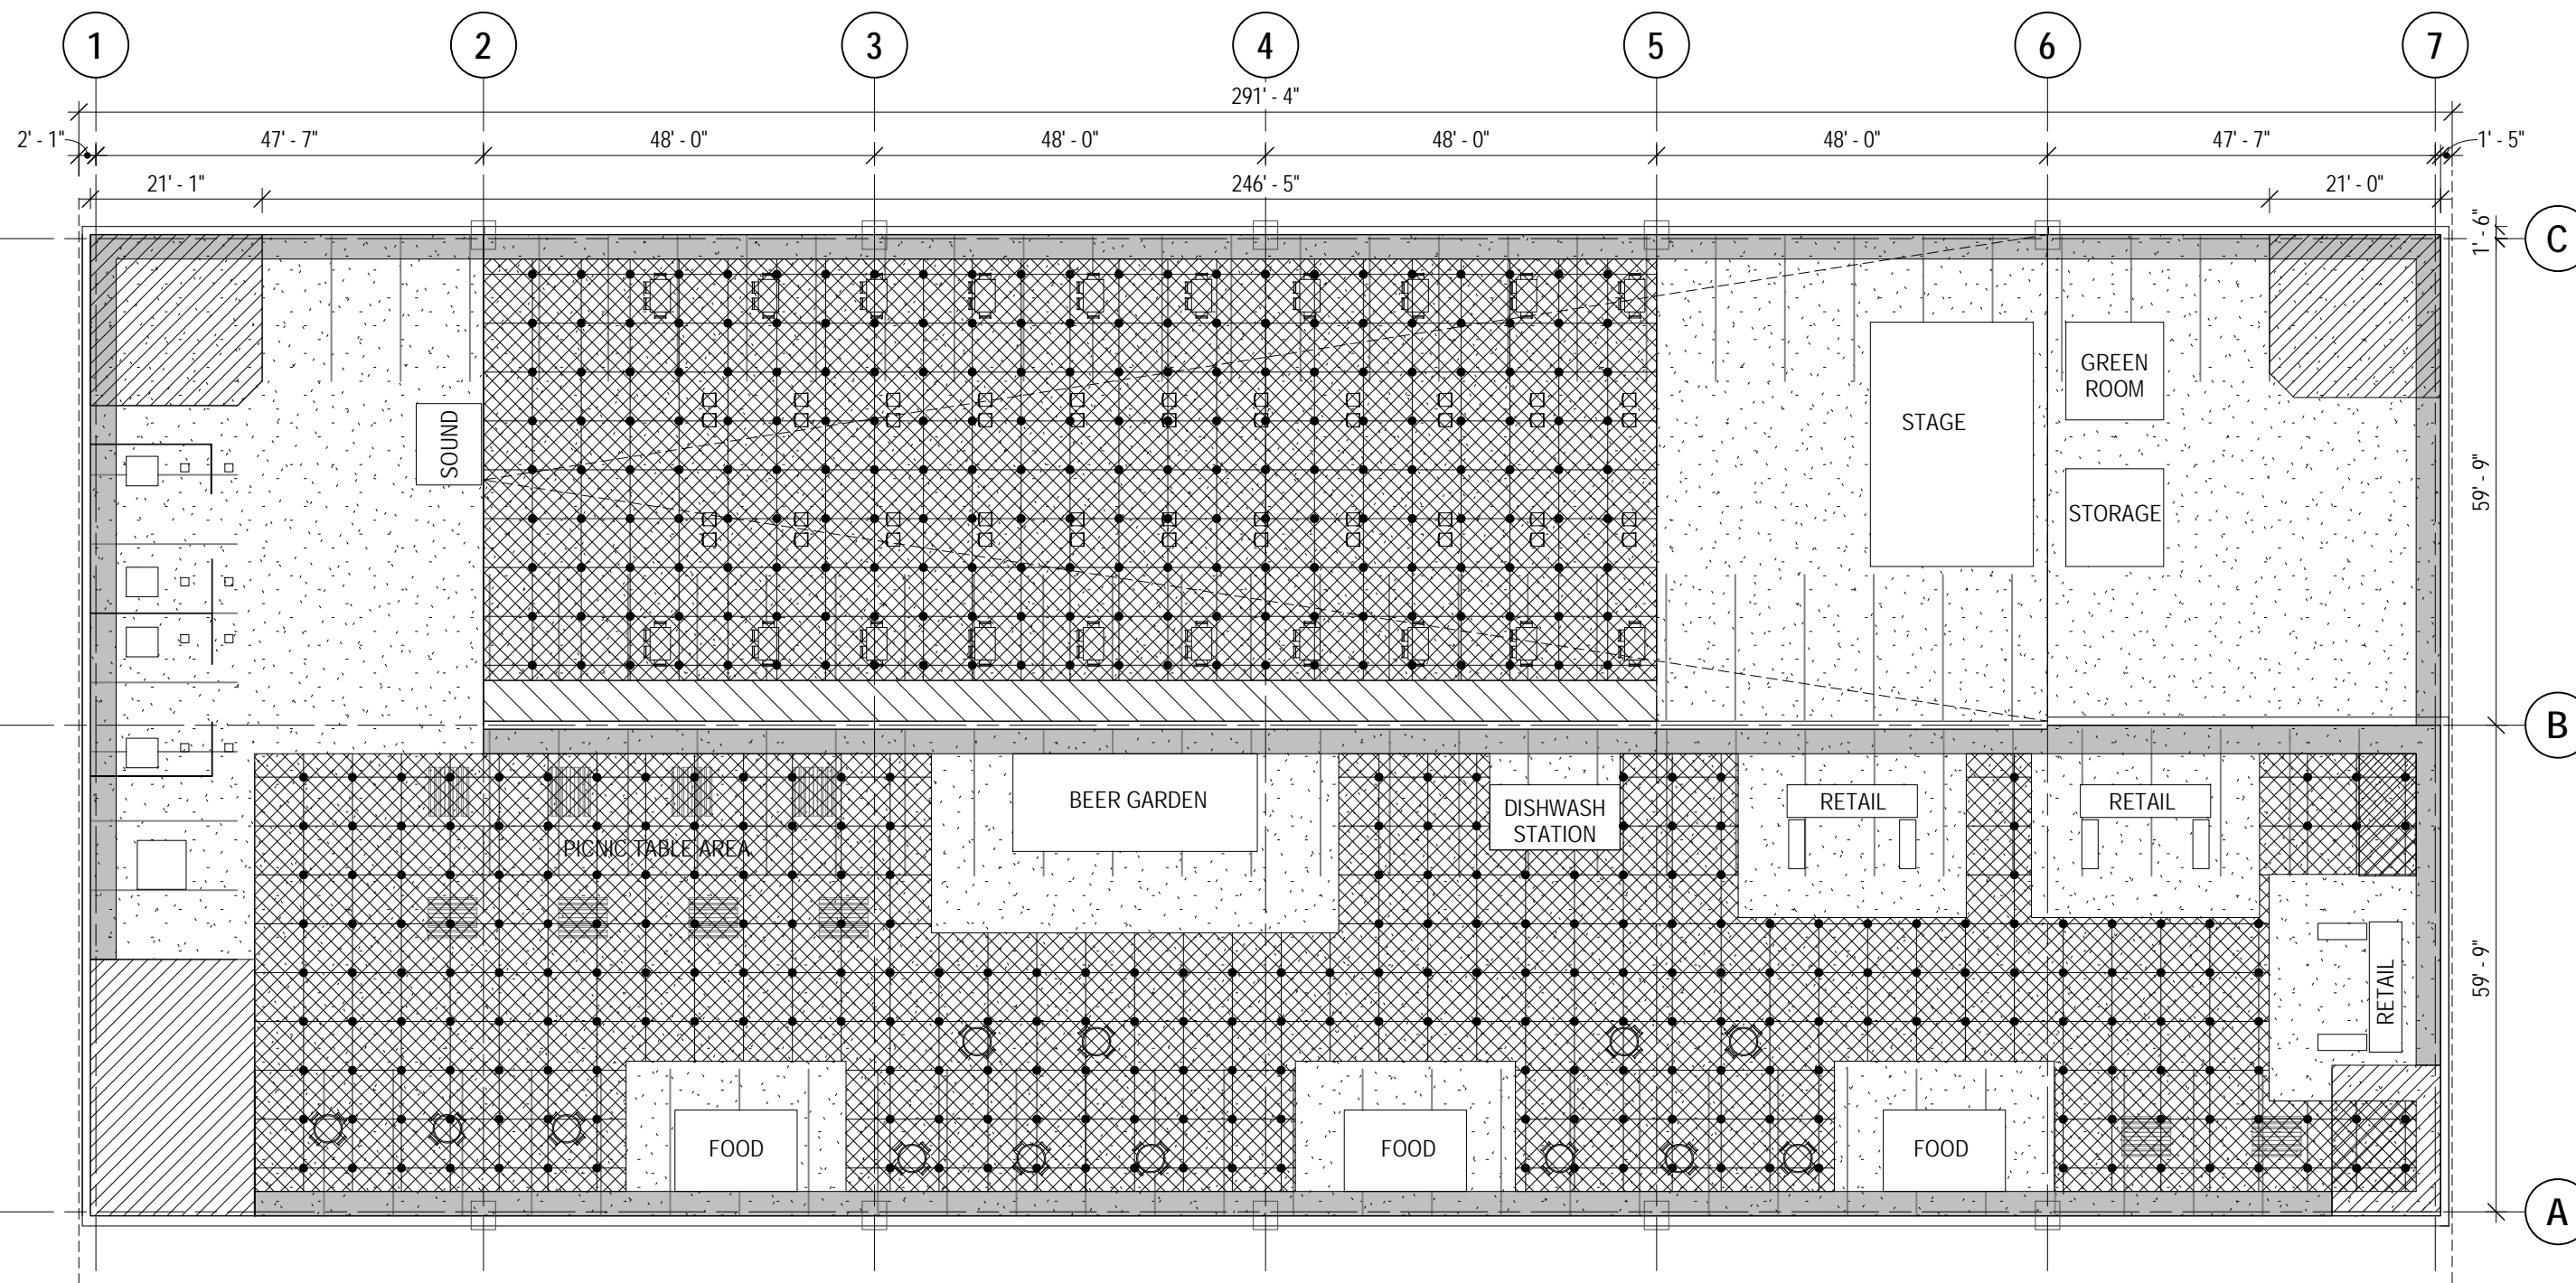 1 2 3 4 5 6 7
291' - 4"
2' - 1" 47' - 7" 48' - 0" 48' - 0" 48' - 0" 48' - 0" 47' - 7" 1' - 5"
21' - 1" 246' - 5" 21' - 0"
1' - 6"
C
GREEN
ROOM
STAGE
SOUND
STORAGE
59' - 9"
B
BEER GARDEN
RETAIL
RETAIL
DISHWASH
STATION
PICNIC TABLE AREA
RETAIL
59' - 9"
FOOD
FOOD
FOOD
A